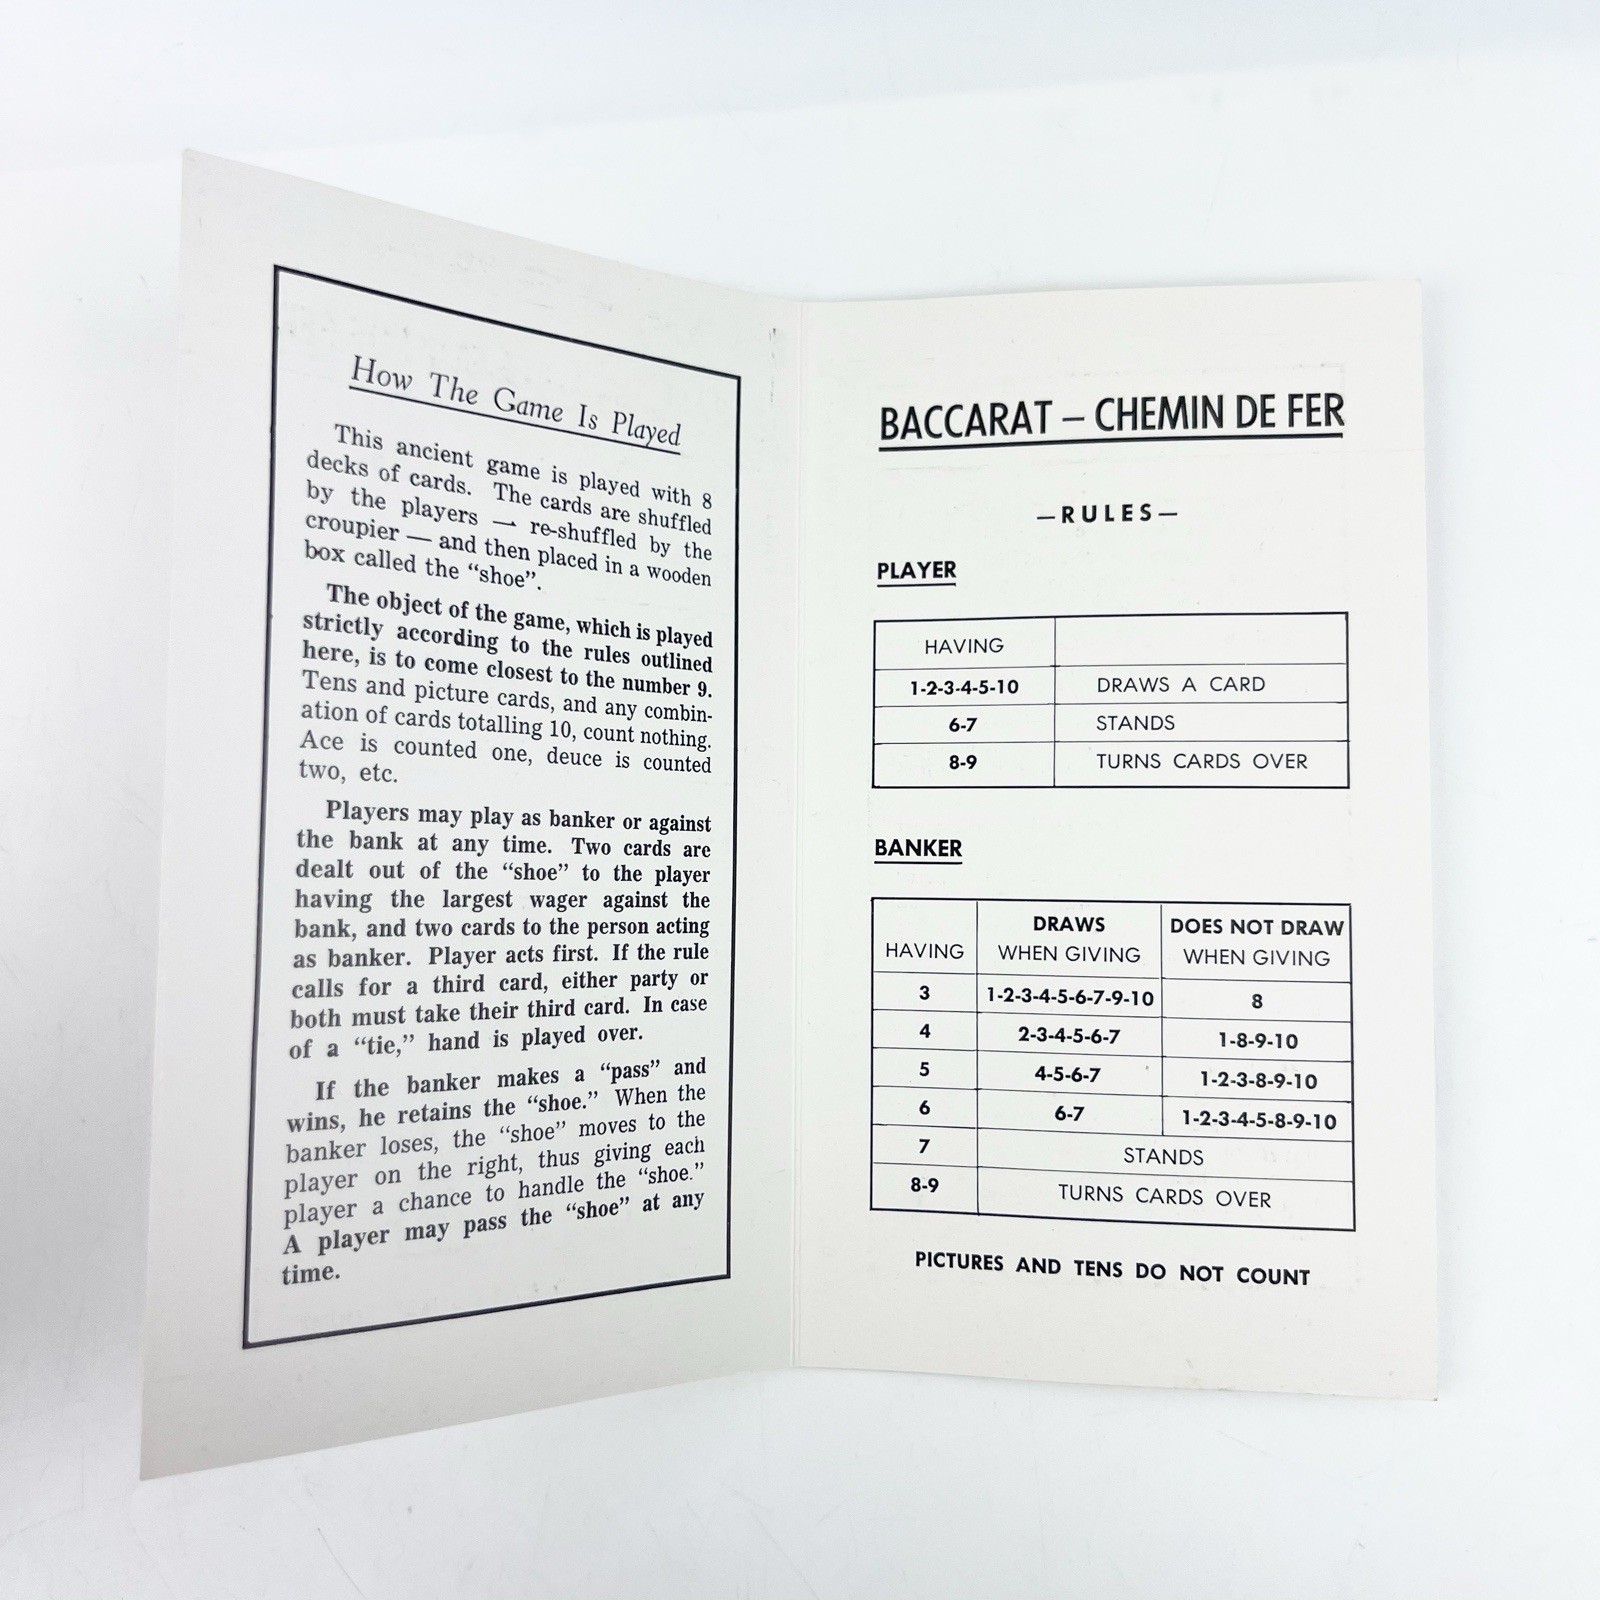 How The Game Is Played
This ancient game is played with 8
decks of cards. The cards are shuffled
by the players — re-shuffled by the
croupier — and then placed in a wooden
box called the “shoe”.
The object of the game, which is played
strictly according to the rules outlined
here, is to come closest to the number 9.
Tens and picture cards, and any combin-
ation of cards totalling 10, count nothing.
Ace is counted one, deuce is counted
two, etc.
Players may play as banker or against
the bank at any time. Two cards are
dealt out of the “shoe” to the player
having the largest wager against the
bank, and two cards to the person acting
as banker. Player acts first. If the rule
calls for a third card, either party or
both must take their third card. In case
of a “tie,” hand is played over.
If the banker makes a “pass” and
wins, he retains the “shoe.” When the
banker loses, the “shoe” moves to the
player on the right, thus giving each
player a chance to handle the “shoe.”
A player may pass the “shoe” at any
time.
BACCARAT – CHEMIN DE FER
—RULES—
PLAYER
HAVING
1-2-3-4-5-10 DRAWS A CARD
6-7 STANDS
8-9 TURNS CARDS OVER
BANKER
DRAWS DOES NOT DRAW
HAVING WHEN GIVING WHEN GIVING
3 1-2-3-4-5-6-7-9-10 8
4 2-3-4-5-6-7 1-8-9-10
5 4-5-6-7 1-2-3-8-9-10
6 6-7 1-2-3-4-5-8-9-10
7 STANDS
8-9 TURNS CARDS OVER
PICTURES AND TENS DO NOT COUNT